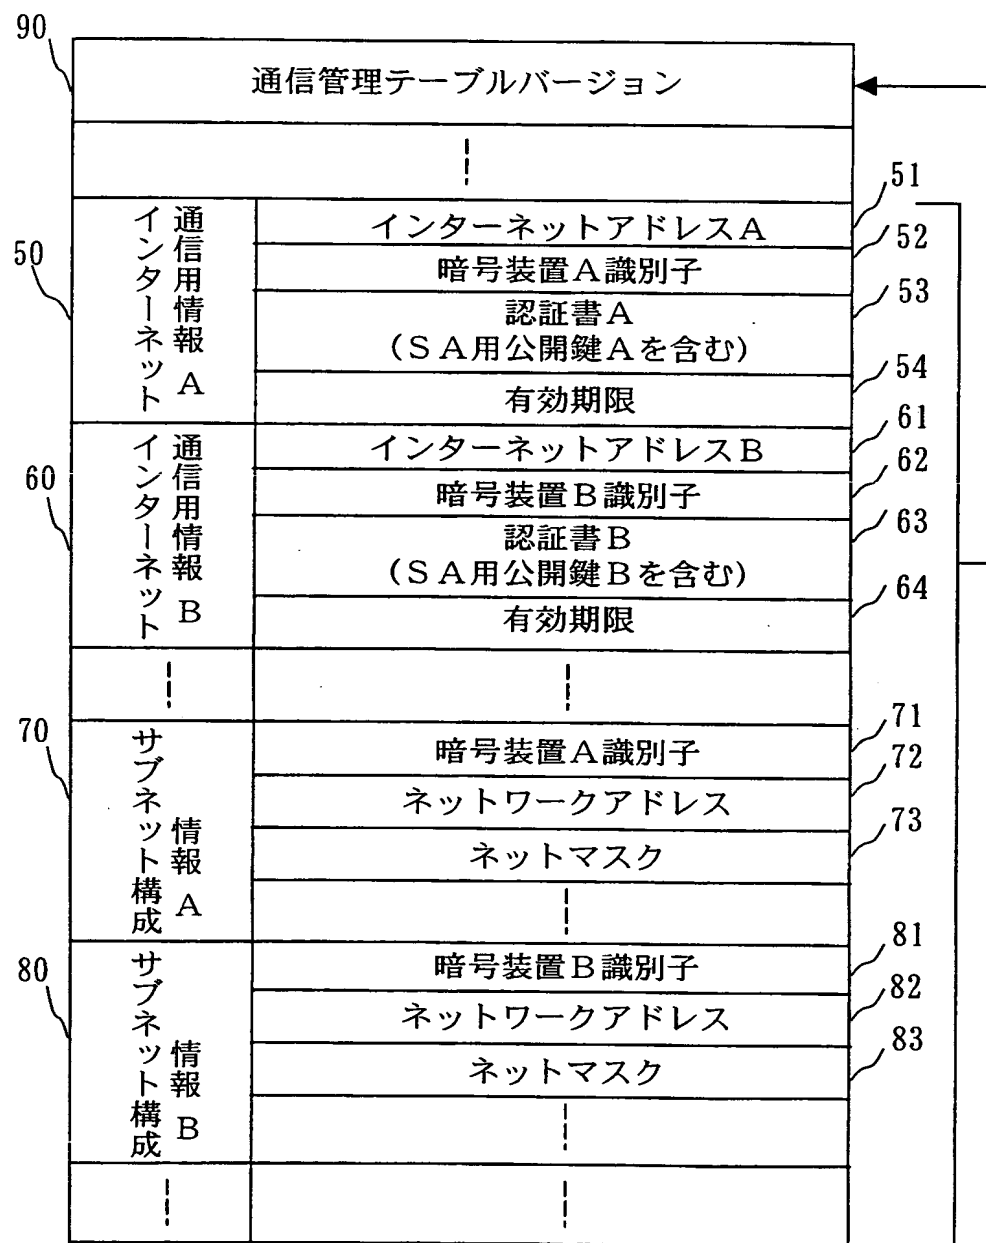 90
通信管理テーブルバージョン
50
インターネット
通信用情報A
インターネットアドレスA
51
暗号装置A識別子
52
認証書A
(SA用公開鍵Aを含む)
53
有効期限
54
60
インターネット
通信用情報B
インターネットアドレスB
61
暗号装置B識別子
62
認証書B
(SA用公開鍵Bを含む)
63
有効期限
64
70
サブネット構成
情報A
暗号装置A識別子
71
ネットワークアドレス
72
ネットマスク
73
80
サブネット構成
情報B
暗号装置B識別子
81
ネットワークアドレス
82
ネットマスク
83